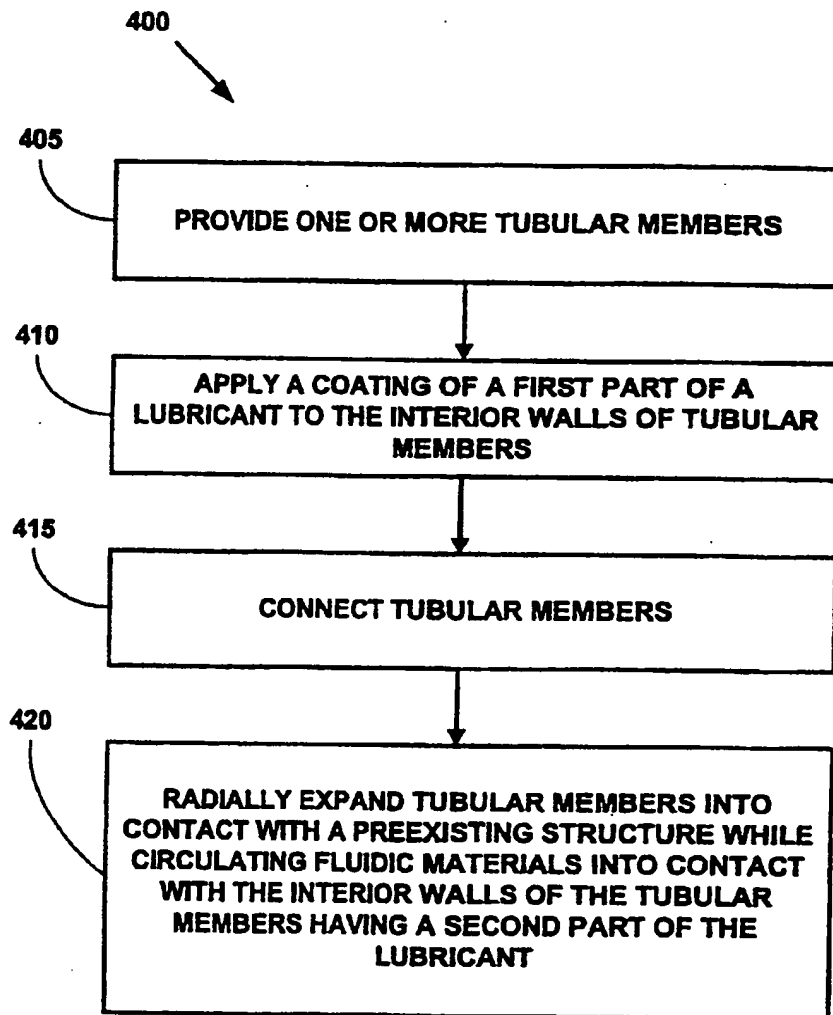 400
405
PROVIDE ONE OR MORE TUBULAR MEMBERS
410
APPLY A COATING OF A FIRST PART OF A
LUBRICANT TO THE INTERIOR WALLS OF TUBULAR
MEMBERS
415
CONNECT TUBULAR MEMBERS
420
RADIALLY EXPAND TUBULAR MEMBERS INTO
CONTACT WITH A PREEXISTING STRUCTURE WHILE
CIRCULATING FLUIDIC MATERIALS INTO CONTACT
WITH THE INTERIOR WALLS OF THE TUBULAR
MEMBERS HAVING A SECOND PART OF THE
LUBRICANT